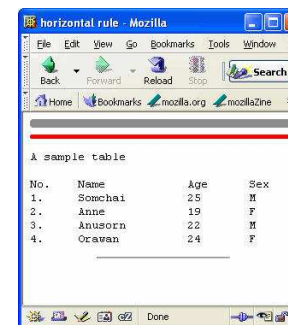 horizontal rule - Mozilla
File Edit View Go Bookmarks Tools Window
Back Forward Reload Stop Search
Home Bookmarks mozilla.org mozillaZine
A sample table
No. Name Age Sex
1. Somchai 25 M
2. Anne 19 F
3. Anusorn 22 M
4. Orawan 24 F
Done